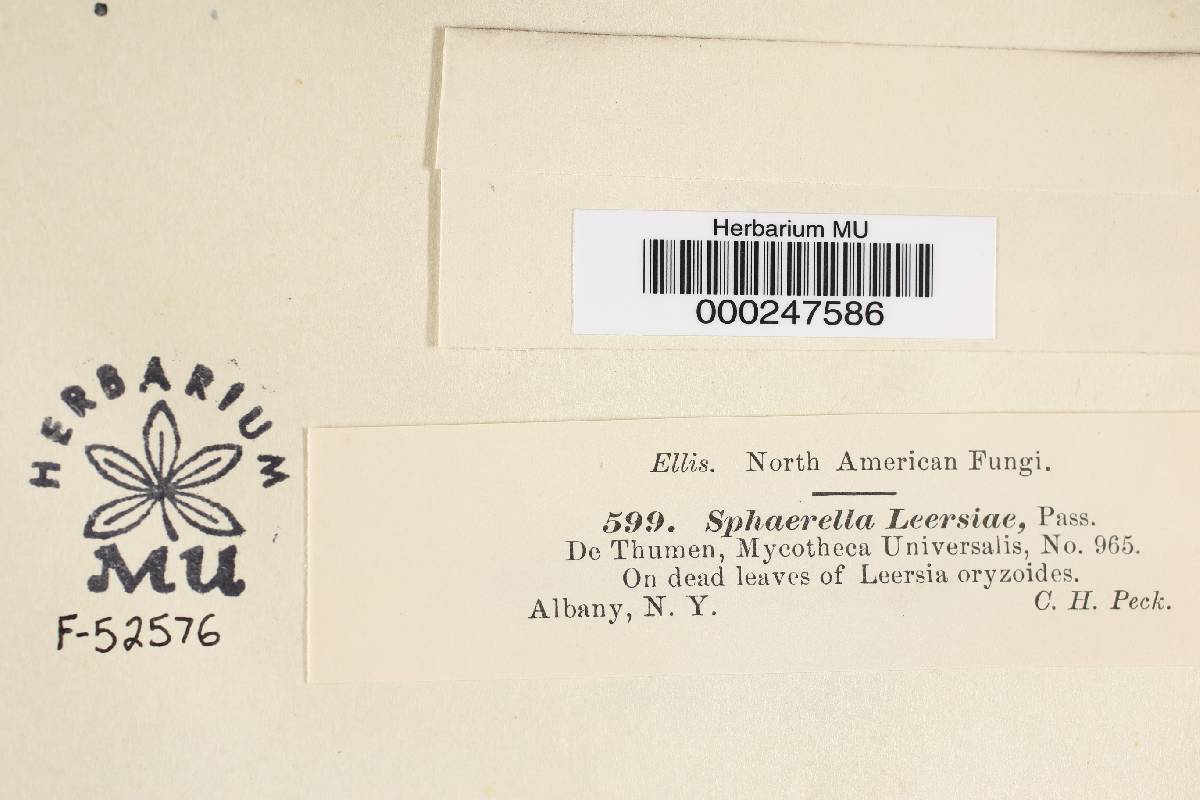 Herbarium MU
000247586
HERBARIUM
MU
F-52576
Ellis. North American Fungi.
599. Sphaerella Leersiae, Pass.
De Thumen, Mycotheca Universalis, No. 965.
On dead leaves of Leersia oryzoides.
Albany, N. Y. C. H. Peck.